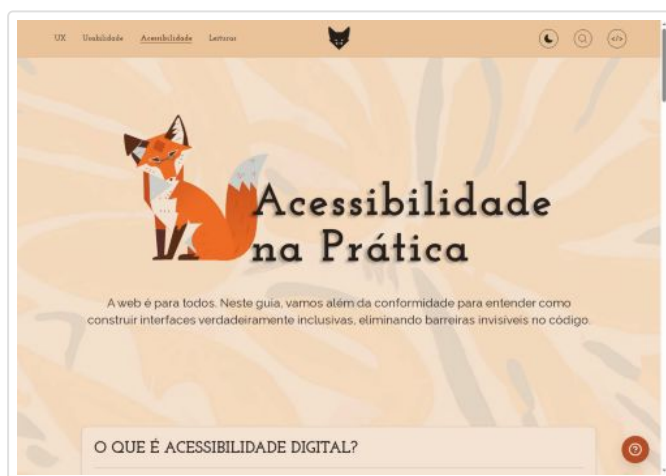 UX Usabilidade Acessibilidade Leituras
</>
Acessibilidade
na Prática
A web é para todos. Neste guia, vamos além da conformidade para entender como
construir interfaces verdadeiramente inclusivas, eliminando barreiras invisíveis no código.
O QUE É ACESSIBILIDADE DIGITAL?